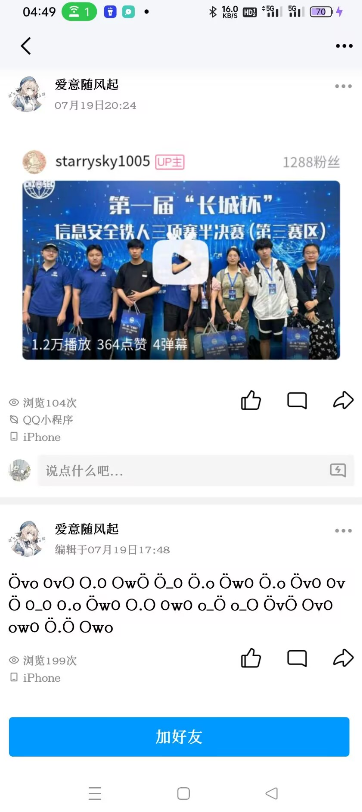 04:49 1 16.0 KB/S HD 5G 5G 70
爱意随风起
07月19日20:24
starrysky1005 UP主 1288粉丝
第一届“长城杯”
信息安全铁人三项赛半决赛(第三赛区)
1.2万播放 364点赞 4弹幕
浏览104次
QQ小程序
iPhone
说点什么吧...
爱意随风起
编辑于07月19日17:48
Övo 0vO O.0 OwÖ Ö_0 Ö.o Öw0 Ö.o Öv0 0v
Ö 0_0 0.o Öw0 O.O 0w0 o_Ö o_O ÖvÖ Ov0
ow0 Ö.Ö Owo
浏览199次
iPhone
加好友